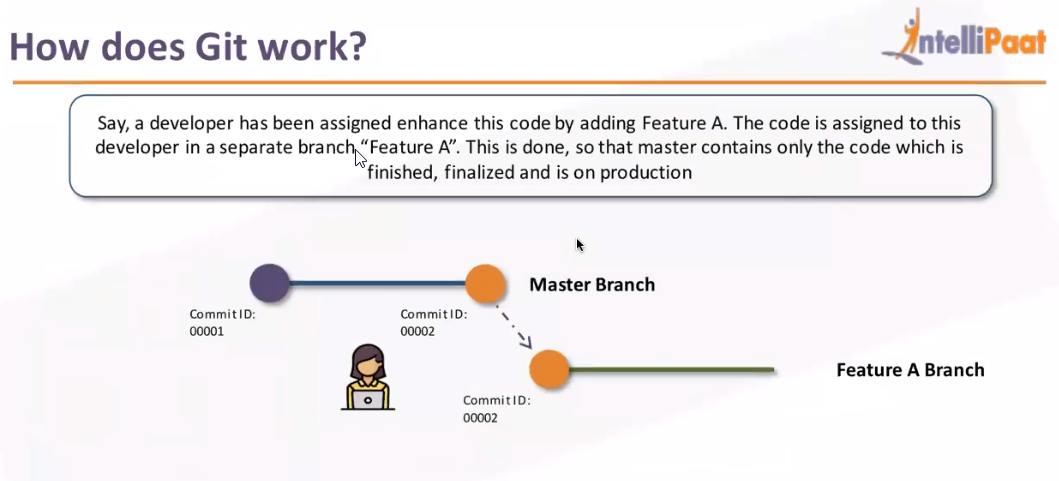 How does Git work?
IntelliPaat
Say, a developer has been assigned enhance this code by adding Feature A. The code is assigned to this
developer in a separate branch “Feature A”. This is done, so that master contains only the code which is
finished, finalized and is on production
Master Branch
Commit ID:
00001
Commit ID:
00002
Feature A Branch
Commit ID:
00002